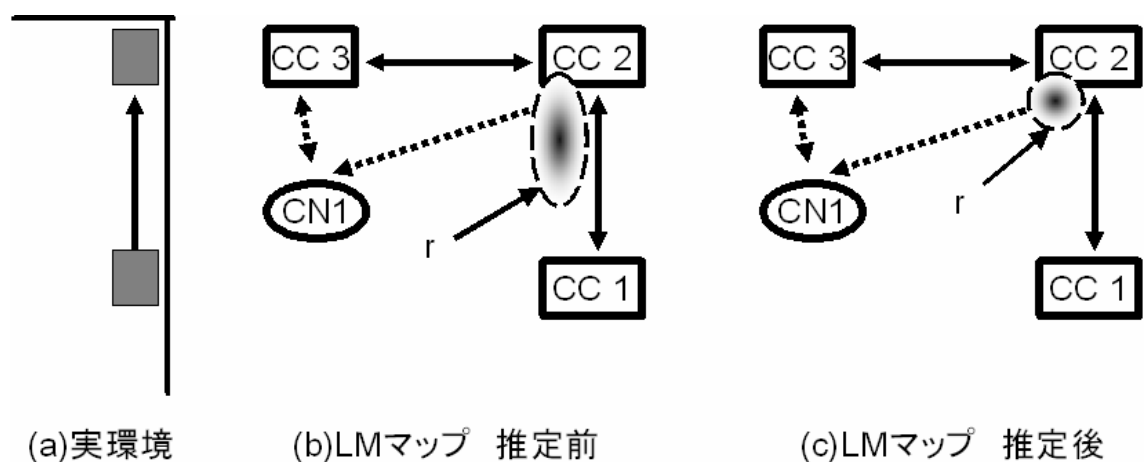 CC 3
CC 2
CN1
r
CC 1
CC 3
CC 2
CN1
r
CC 1
(a)実環境
(b)LMマップ 推定前
(c)LMマップ 推定後